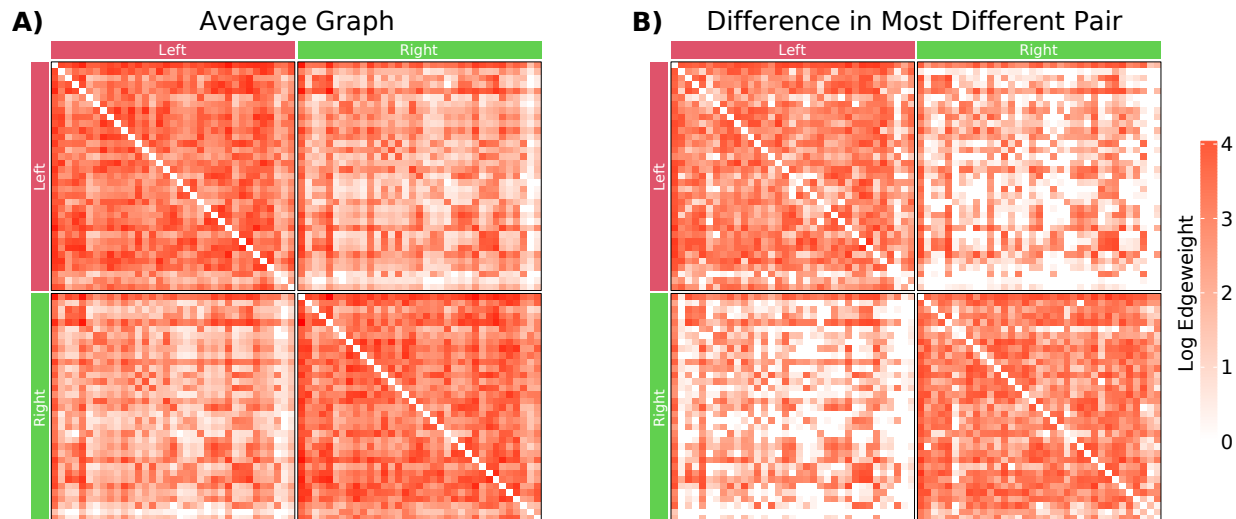 A) Average Graph
Left Right
Left
Right
B) Difference in Most Different Pair
Left Right
Left
Right
Log Edgeweight
4
3
2
1
0